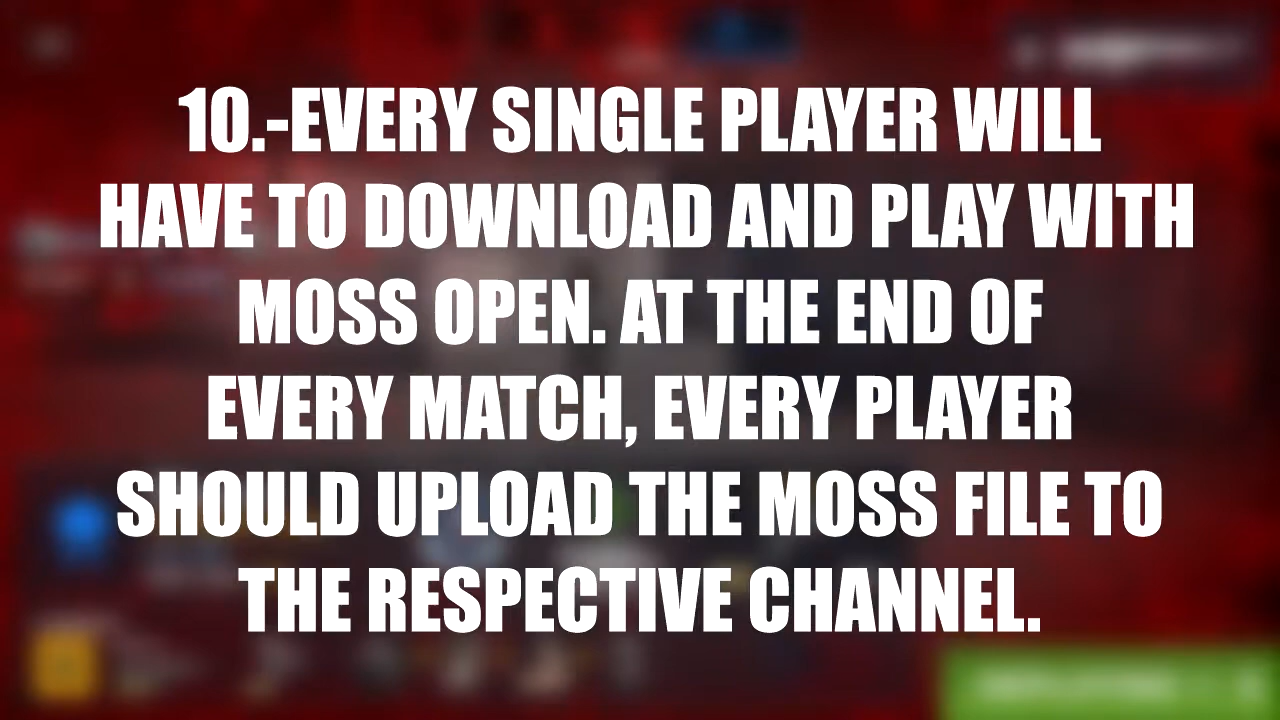 10.-EVERY SINGLE PLAYER WILL
HAVE TO DOWNLOAD AND PLAY WITH
MOSS OPEN. AT THE END OF
EVERY MATCH, EVERY PLAYER
SHOULD UPLOAD THE MOSS FILE TO
THE RESPECTIVE CHANNEL.